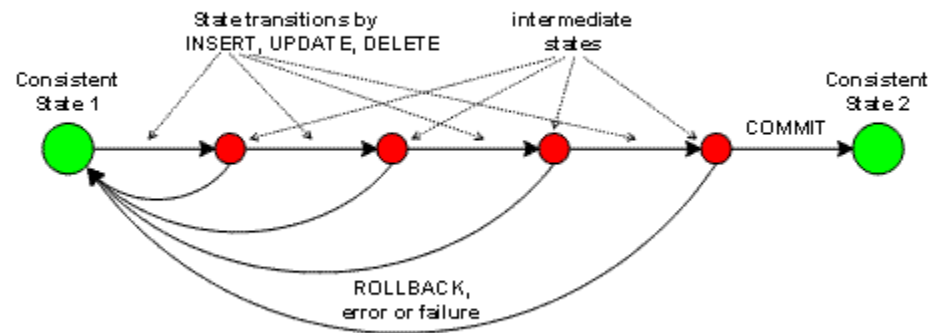 State transitions by
INSERT, UPDATE, DELETE
intermediate
states
Consistent
State 1
Consistent
State 2
COMMIT
ROLLBACK,
error or failure